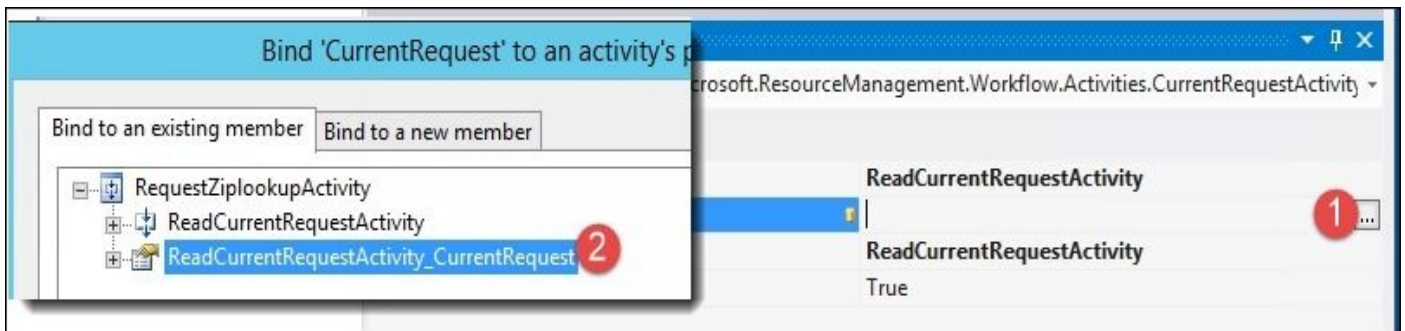 Bind 'CurrentRequest' to an activity's p
crosoft.ResourceManagement.Workflow.Activities.CurrentRequestActivity
Bind to an existing member
Bind to a new member
RequestZiplookupActivity
ReadCurrentRequestActivity
ReadCurrentRequestActivity_CurrentRequest
2
ReadCurrentRequestActivity
1
...
ReadCurrentRequestActivity
True